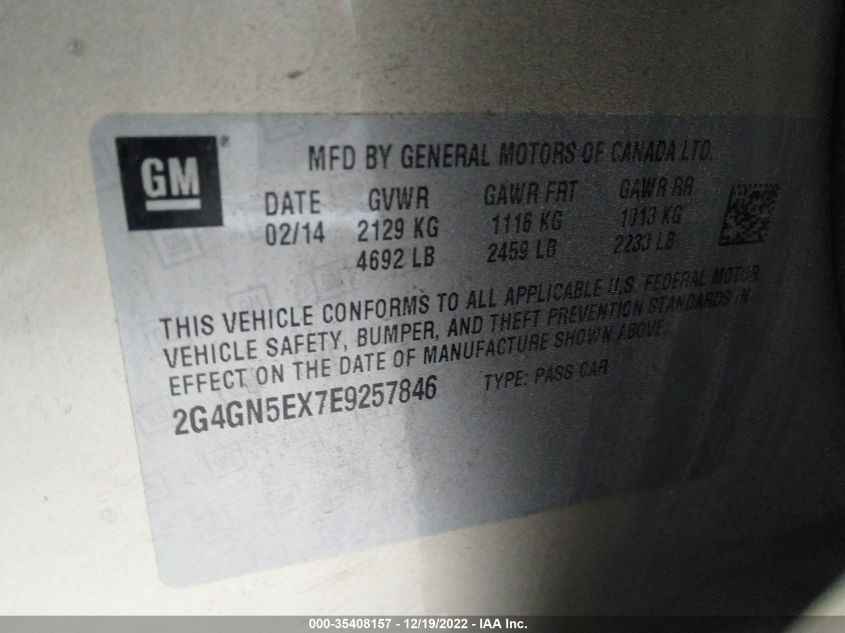 GM ®
MFD BY GENERAL MOTORS OF CANADA LTD.
DATE GVWR GAWR FRT GAWR RR
02/14 2129 KG 1116 KG 1013 KG
4692 LB 2459 LB 2233 LB
THIS VEHICLE CONFORMS TO ALL APPLICABLE U.S. FEDERAL MOTOR
VEHICLE SAFETY, BUMPER, AND THEFT PREVENTION STANDARDS IN
EFFECT ON THE DATE OF MANUFACTURE SHOWN ABOVE.
2G4GN5EX7E9257846 TYPE: PASS CAR
000-35408157 - 12/19/2022 - IAA Inc.